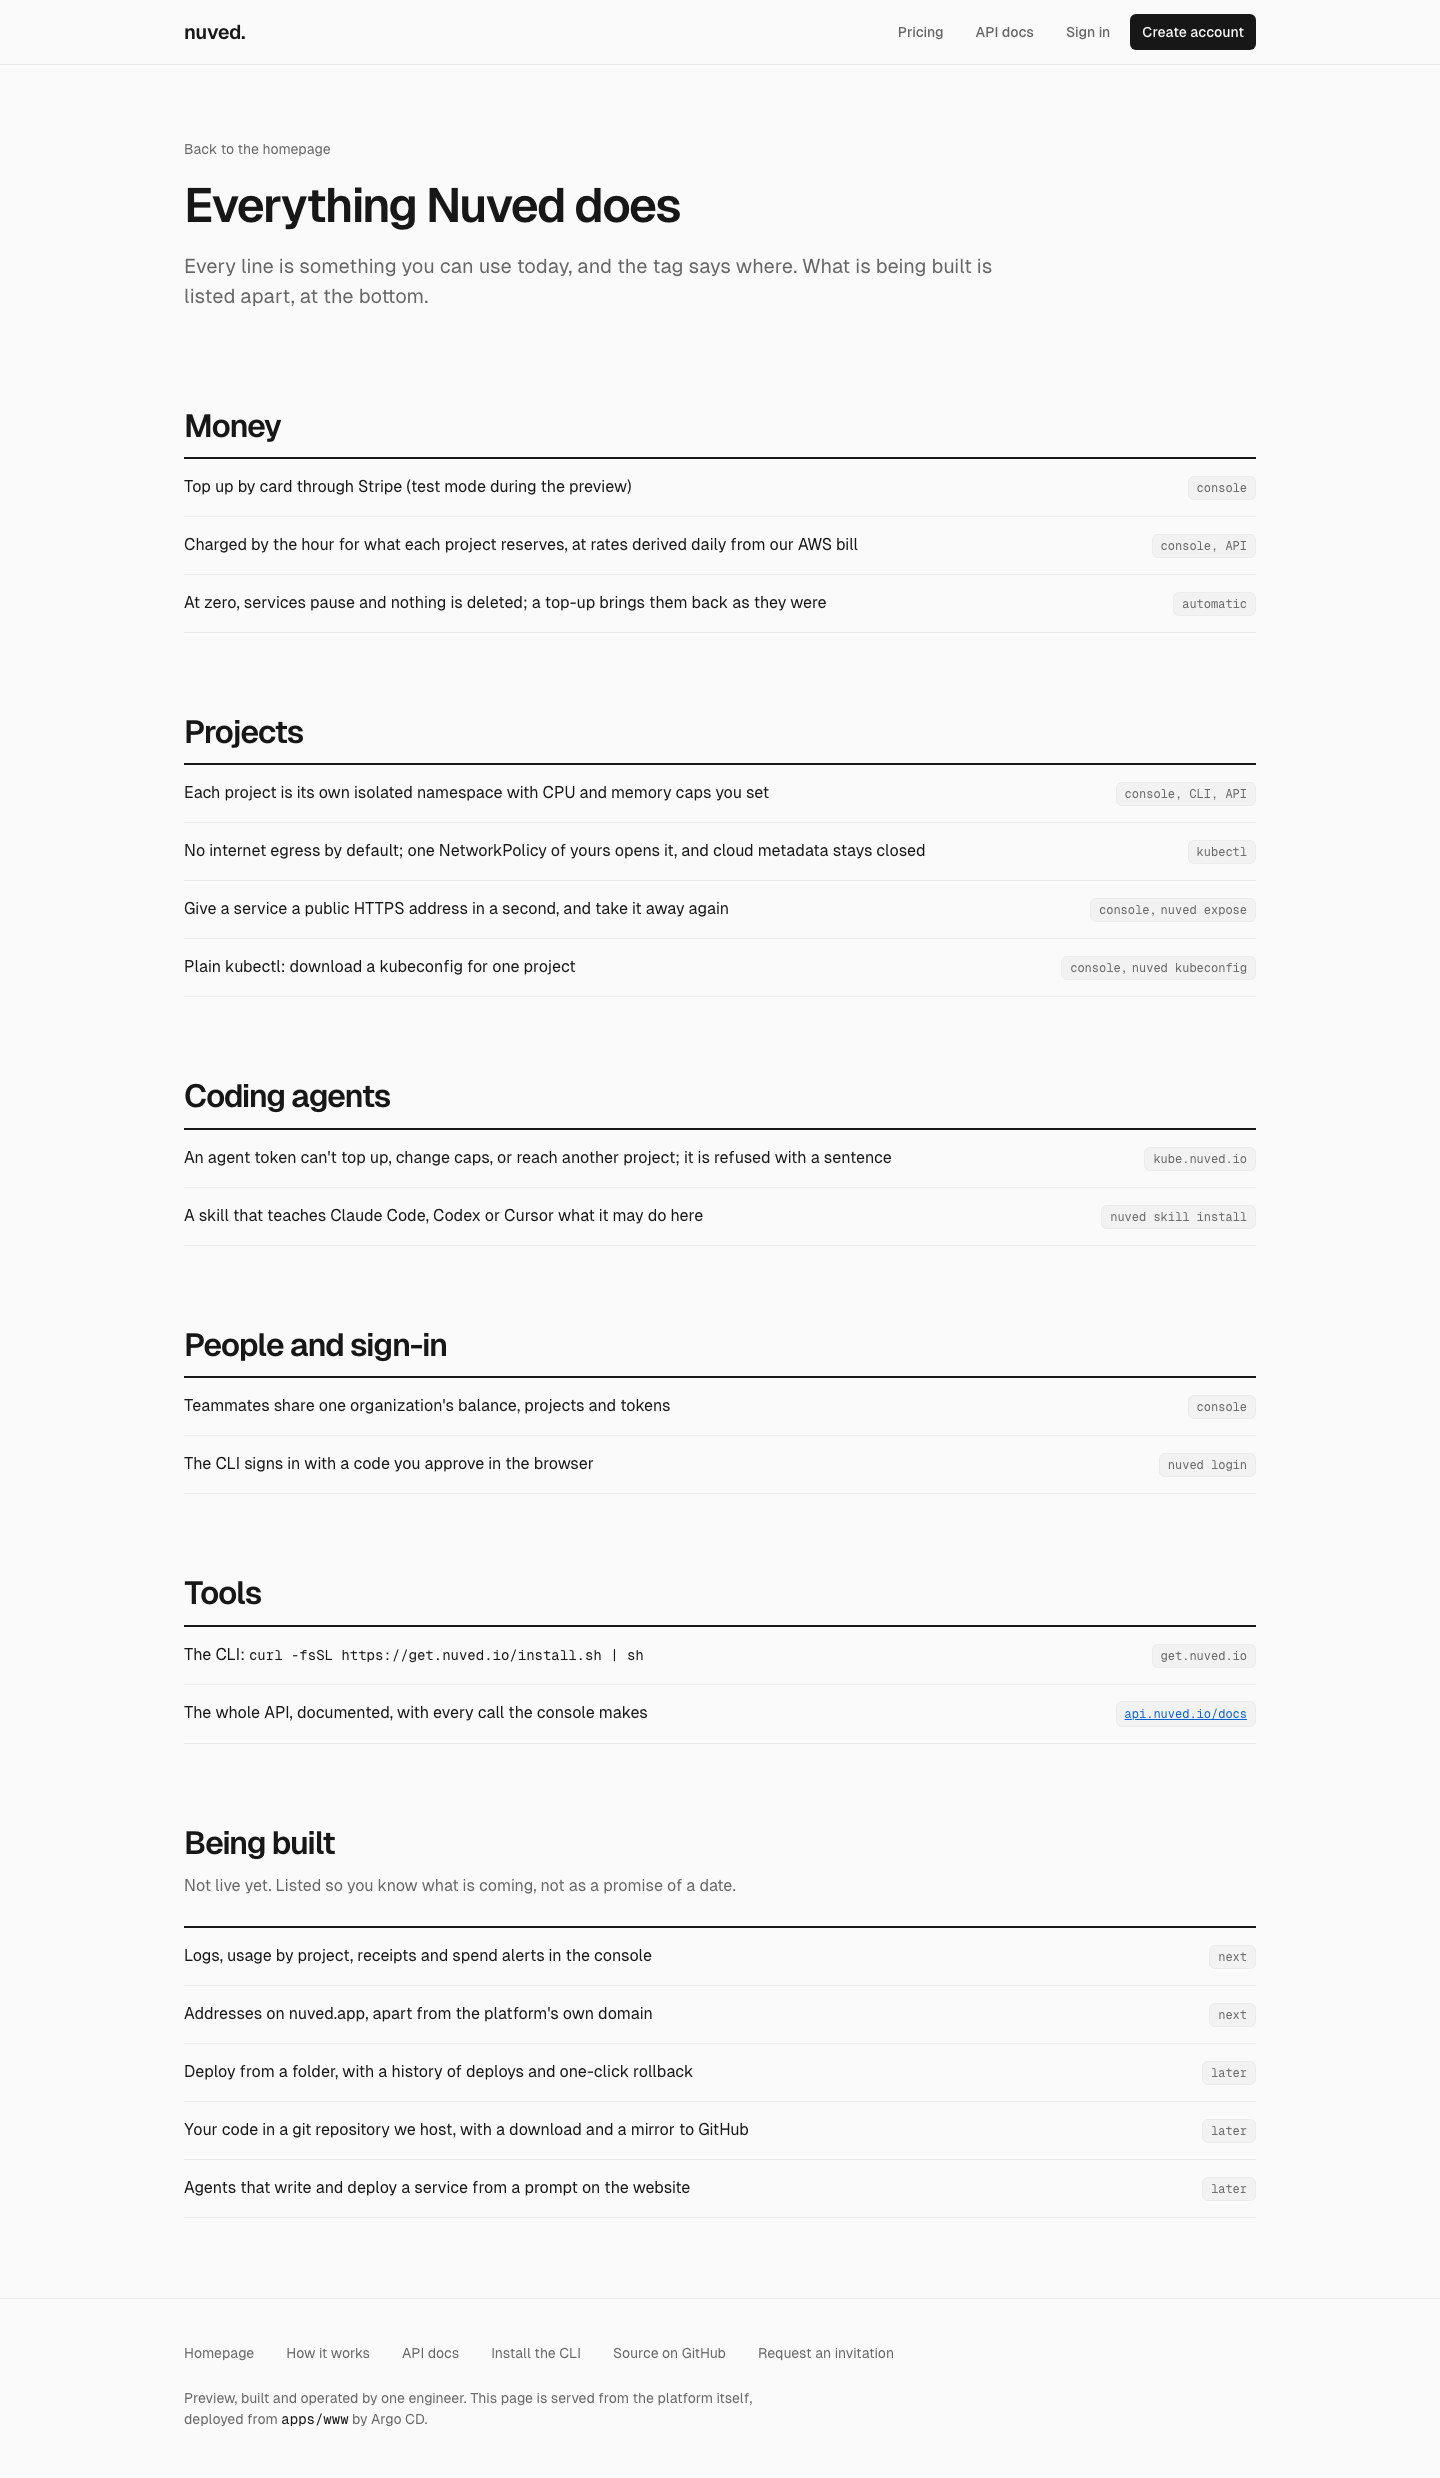 nuved.
Pricing
API docs
Sign in
Create account
Back to the homepage
Everything Nuved does
Every line is something you can use today, and the tag says where. What is being built is
listed apart, at the bottom.
Money
Top up by card through Stripe (test mode during the preview)
console
Charged by the hour for what each project reserves, at rates derived daily from our AWS bill
console, API
At zero, services pause and nothing is deleted; a top-up brings them back as they were
automatic
Projects
Each project is its own isolated namespace with CPU and memory caps you set
console, CLI, API
No internet egress by default; one NetworkPolicy of yours opens it, and cloud metadata stays closed
kubectl
Give a service a public HTTPS address in a second, and take it away again
console, nuved expose
Plain kubectl: download a kubeconfig for one project
console, nuved kubeconfig
Coding agents
An agent token can't top up, change caps, or reach another project; it is refused with a sentence
kube.nuved.io
A skill that teaches Claude Code, Codex or Cursor what it may do here
nuved skill install
People and sign-in
Teammates share one organization's balance, projects and tokens
console
The CLI signs in with a code you approve in the browser
nuved login
Tools
The CLI: curl -fsSL https://get.nuved.io/install.sh | sh
get.nuved.io
The whole API, documented, with every call the console makes
api.nuved.io/docs
Being built
Not live yet. Listed so you know what is coming, not as a promise of a date.
Logs, usage by project, receipts and spend alerts in the console
next
Addresses on nuved.app, apart from the platform's own domain
next
Deploy from a folder, with a history of deploys and one-click rollback
later
Your code in a git repository we host, with a download and a mirror to GitHub
later
Agents that write and deploy a service from a prompt on the website
later
Homepage
How it works
API docs
Install the CLI
Source on GitHub
Request an invitation
Preview, built and operated by one engineer. This page is served from the platform itself,
deployed from apps/www by Argo CD.